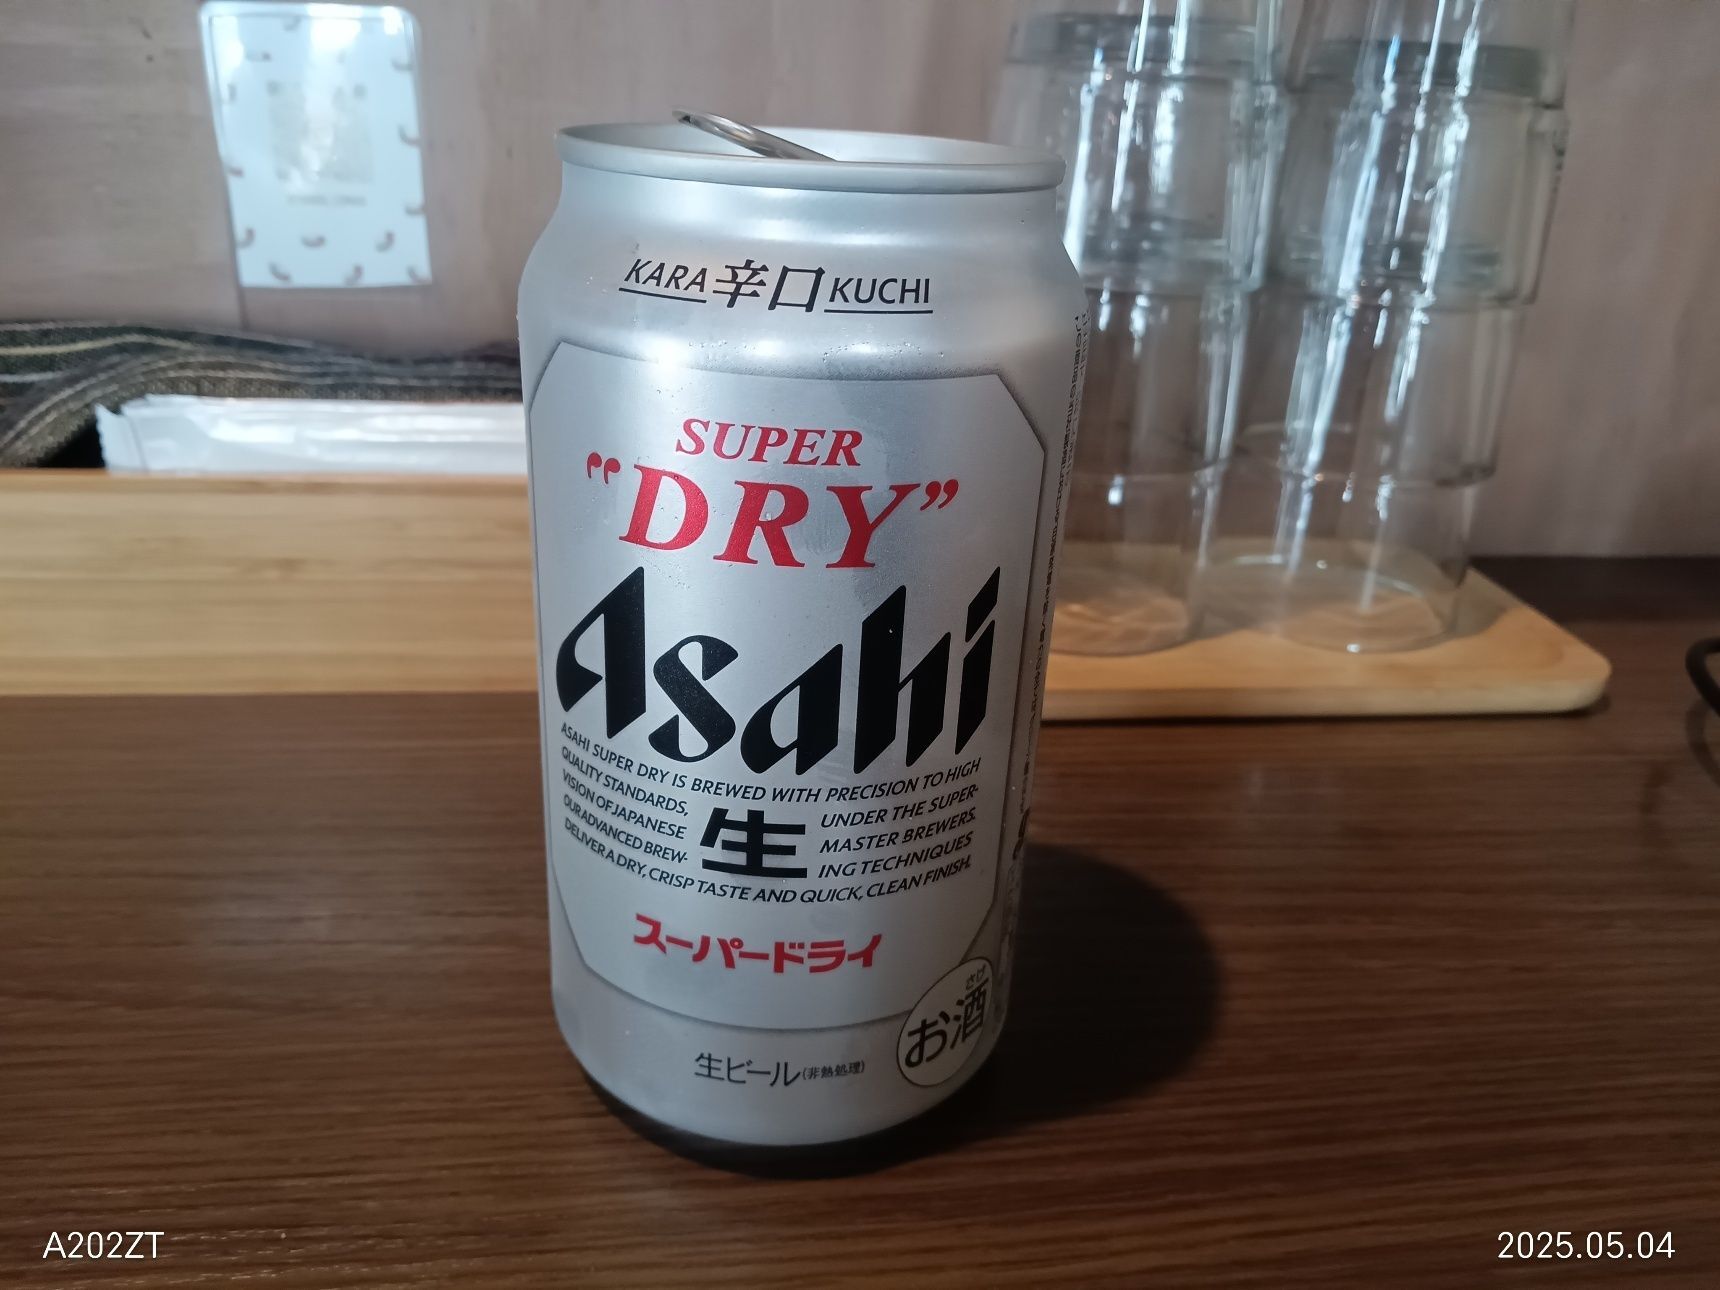 KARA 辛口 KUCHI
SUPER
"DRY"
Asahi
ASAHI SUPER DRY IS BREWED WITH PRECISION TO HIGH
QUALITY STANDARDS, UNDER THE SUPER-
VISION OF JAPANESE MASTER BREWERS.
OUR ADVANCED BREW- ING TECHNIQUES
DELIVER A DRY, CRISP TASTE AND QUICK, CLEAN FINISH.
生
スーパードライ
さけ
お酒
生ビール(非熱処理)
A202ZT
2025.05.04